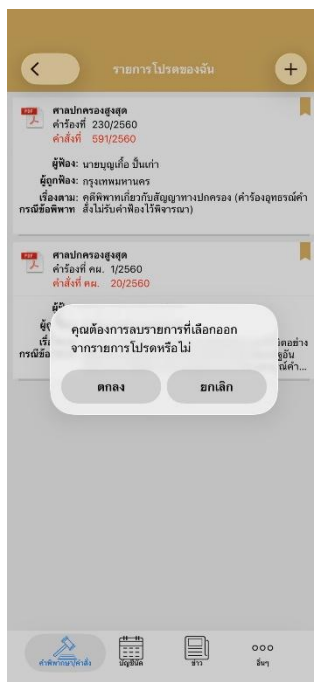 รายการโปรดของฉัน
PDF ศาลปกครองสูงสุด
คำร้องที่ 230/2560
คำสั่งที่ 591/2560
ผู้ฟ้อง: นายบุญเกื้อ ปั้นเก่า
ผู้ถูกฟ้อง: กรุงเทพมหานคร
เรื่องตาม: คดีพิพาทเกี่ยวกับสัญญาทางปกครอง (คำร้องอุทธรณ์คำ
กรณีข้อพิพาท สั่งไม่รับคำฟ้องไว้พิจารณา)
PDF ศาลปกครองสูงสุด
คำร้องที่ คผ. 1/2560
คำสั่งที่ คผ. 20/2560
คุณต้องการลบรายการที่เลือกออก
จากรายการโปรดหรือไม่
ตกลง ยกเลิก
คำพิพากษา/คำสั่ง บัญชีนัด ข่าว อื่นๆ